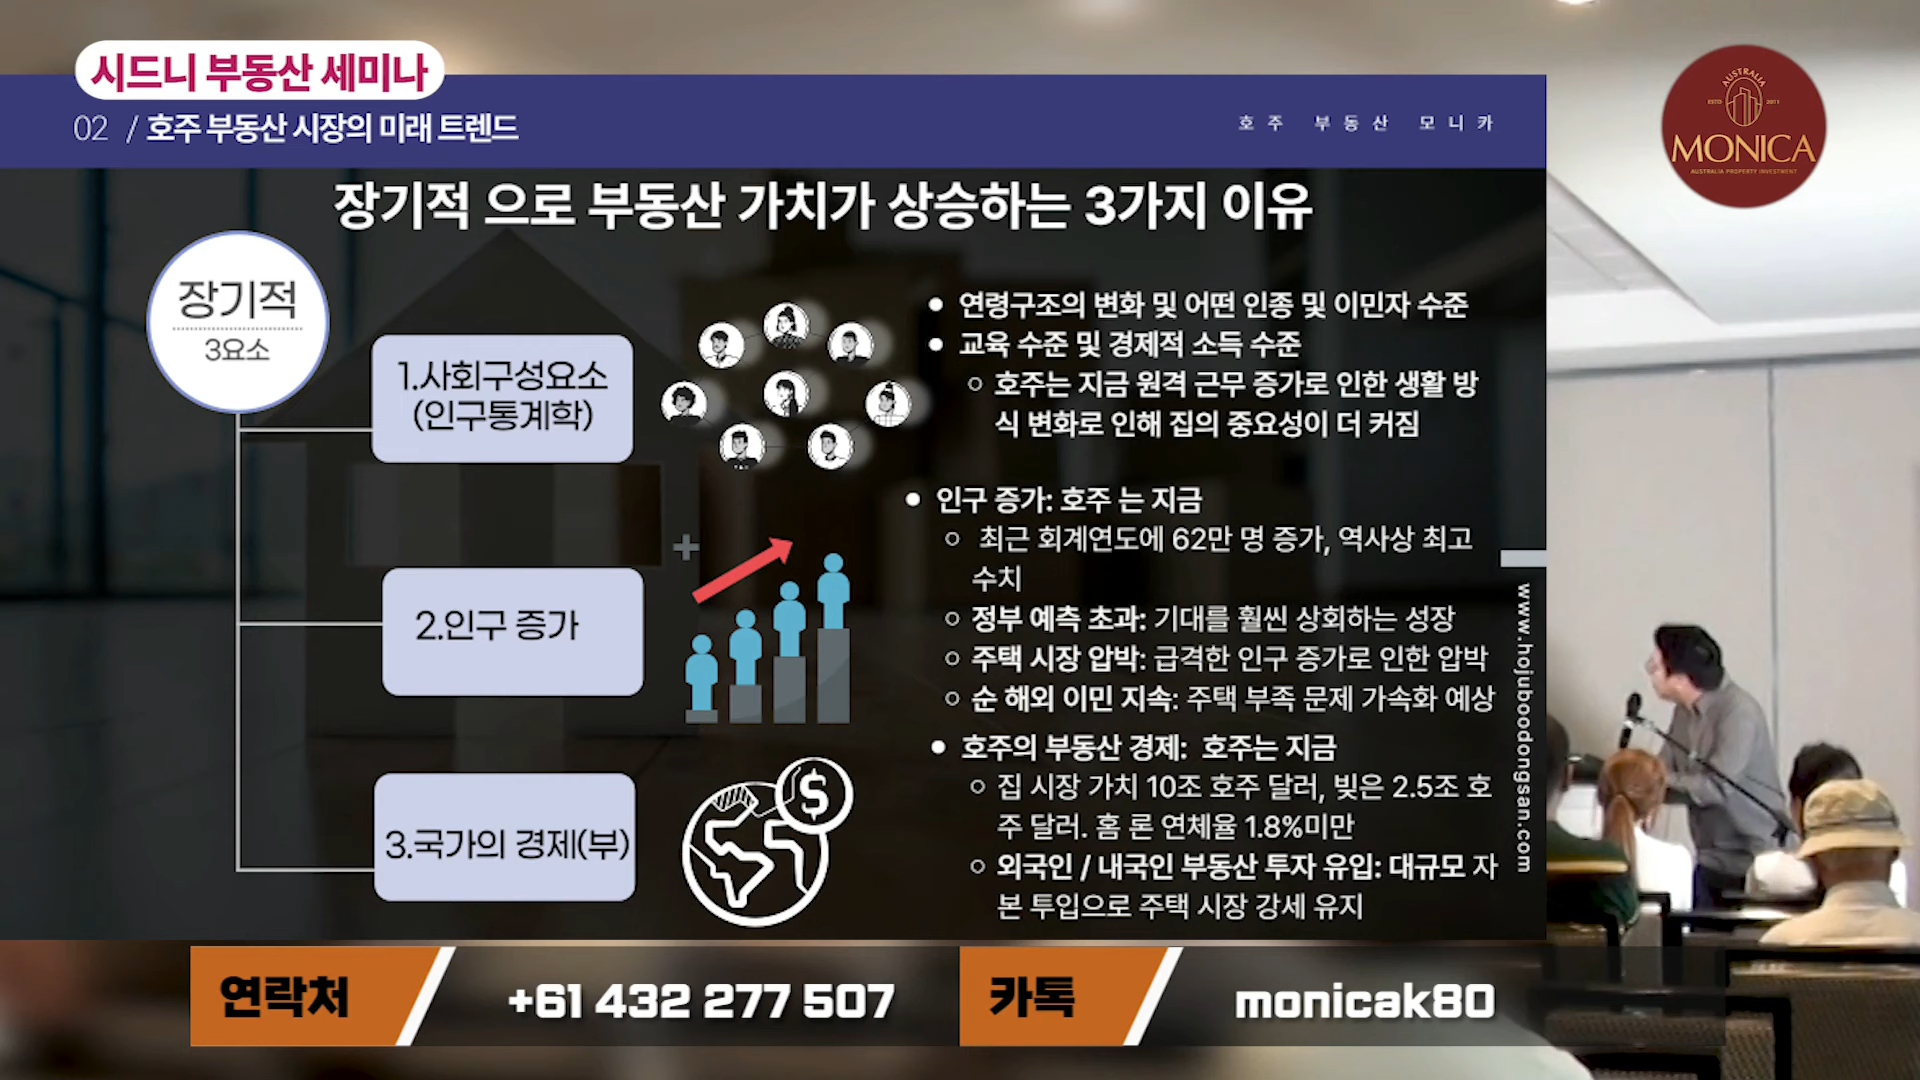 시드니 부동산 세미나
02 / 호주 부동산 시장의 미래 트렌드
호주 부동산 모니카
AUSTRALIA
ESTD 2011
MONICA
AUSTRALIA PROPERTY INVESTMENT
장기적 으로 부동산 가치가 상승하는 3가지 이유
장기적
3요소
1.사회구성요소
(인구통계학)
• 연령구조의 변화 및 어떤 인종 및 이민자 수준
• 교육 수준 및 경제적 소득 수준
○ 호주는 지금 원격 근무 증가로 인한 생활 방
식 변화로 인해 집의 중요성이 더 커짐
+
2.인구 증가
• 인구 증가: 호주 는 지금
○ 최근 회계연도에 62만 명 증가, 역사상 최고
수치
○ 정부 예측 초과: 기대를 훨씬 상회하는 성장
○ 주택 시장 압박: 급격한 인구 증가로 인한 압박
○ 순 해외 이민 지속: 주택 부족 문제 가속화 예상
3.국가의 경제(부)
$
• 호주의 부동산 경제: 호주는 지금
○ 집 시장 가치 10조 호주 달러, 빚은 2.5조 호
주 달러. 홈 론 연체율 1.8%미만
○ 외국인 / 내국인 부동산 투자 유입: 대규모 자
본 투입으로 주택 시장 강세 유지
www.hojuboodongsan.com
연락처
+61 432 277 507
카톡
monicak80